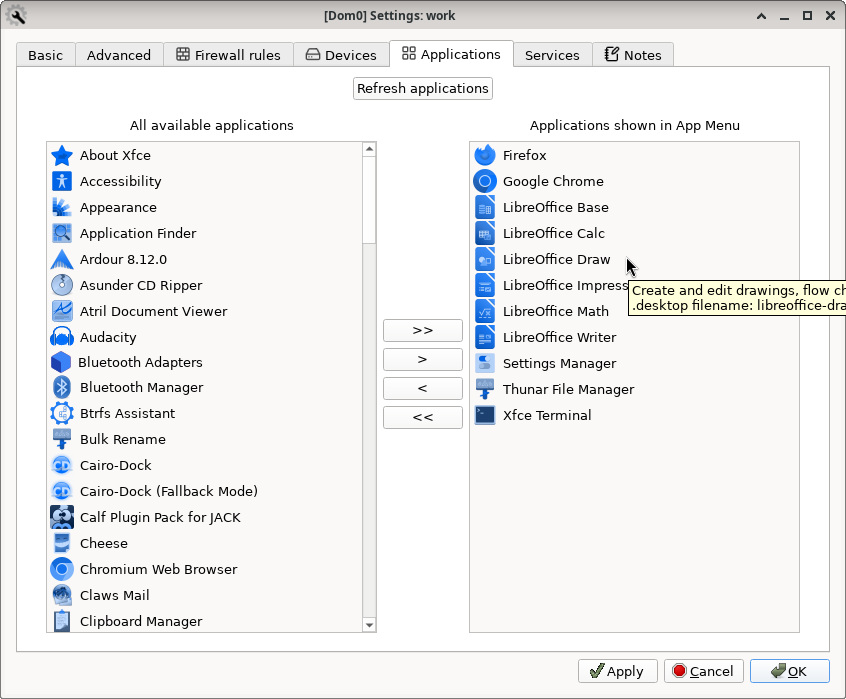 [Dom0] Settings: work
Basic
Advanced
Firewall rules
Devices
Applications
Services
Notes
Refresh applications
All available applications
Applications shown in App Menu
About Xfce
Accessibility
Appearance
Application Finder
Ardour 8.12.0
Asunder CD Ripper
Atril Document Viewer
Audacity
Bluetooth Adapters
Bluetooth Manager
Btrfs Assistant
Bulk Rename
Cairo-Dock
Cairo-Dock (Fallback Mode)
Calf Plugin Pack for JACK
Cheese
Chromium Web Browser
Claws Mail
Clipboard Manager
>>
>
<
<<
Firefox
Google Chrome
LibreOffice Base
LibreOffice Calc
LibreOffice Draw
LibreOffice Impress
LibreOffice Math
LibreOffice Writer
Settings Manager
Thunar File Manager
Xfce Terminal
Create and edit drawings, flow ch
.desktop filename: libreoffice-dra
Apply
Cancel
OK